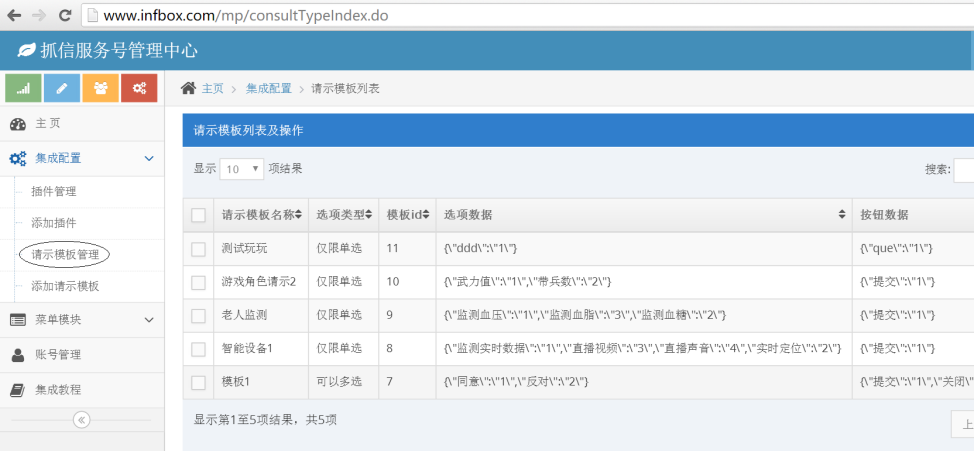 www.infbox.com/mp/consultTypeIndex.do
抓信服务号管理中心
主页 > 集成配置 > 请示模板列表
主 页
集成配置
插件管理
添加插件
请示模板管理
添加请示模板
菜单模块
账号管理
集成教程
请示模板列表及操作
显示 10 项结果 搜索:
请示模板名称 选项类型 模板id 选项数据 按钮数据
测试玩玩 仅限单选 11 {\"ddd\":\"1\"} {\"que\":\"1\"}
游戏角色请示2 仅限单选 10 {\"武力值\":\"1\",\"带兵数\":\"2\"} {\"提交\":\"1\"}
老人监测 仅限单选 9 {\"监测血压\":\"1\",\"监测血脂\":\"3\",\"监测血糖\":\"2\"} {\"提交\":\"1\"}
智能设备1 仅限单选 8 {\"监测实时数据\":\"1\",\"直播视频\":\"3\",\"直播声音\":\"4\",\"实时定位\":\"2\"} {\"提交\":\"1\"}
模板1 可以多选 7 {\"同意\":\"1\",\"反对\":\"2\"} {\"提交\":\"1\",\"关闭\
显示第1至5项结果，共5项
上